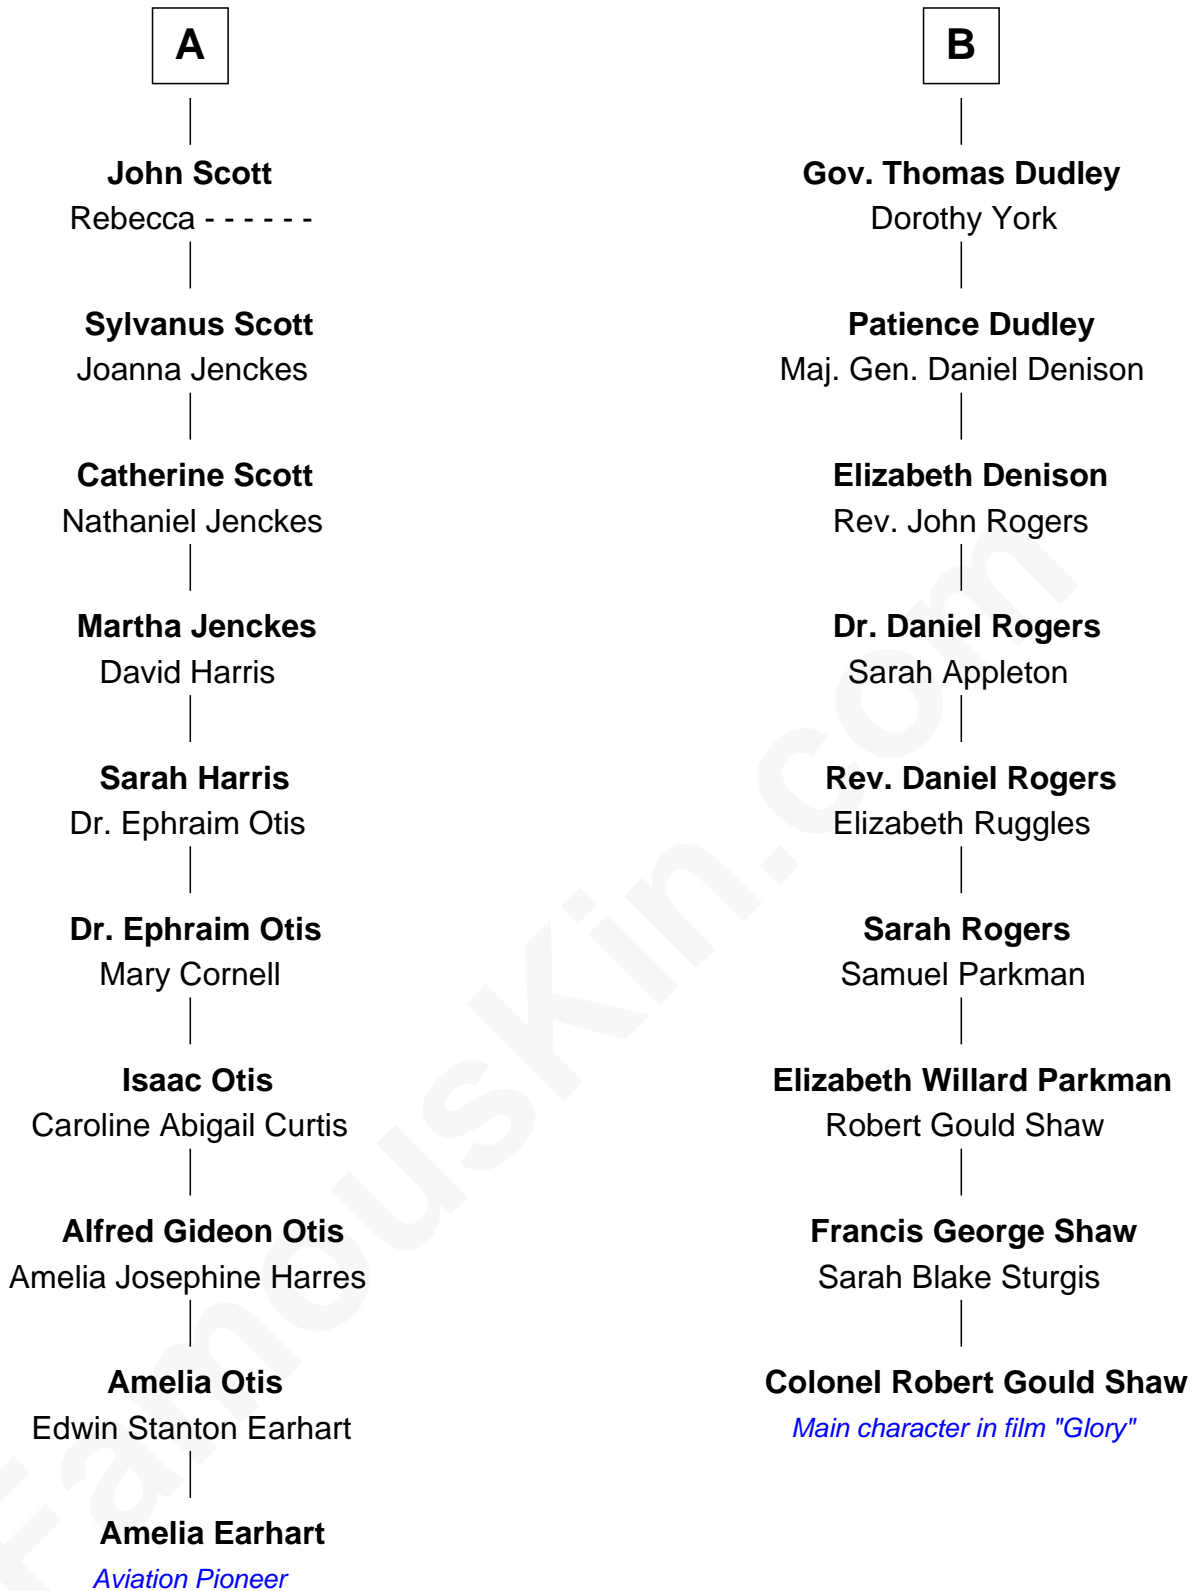 A
John Scott
Rebecca - - - - - -
Sylvanus Scott
Joanna Jenckes
Catherine Scott
Nathaniel Jenckes
Martha Jenckes
David Harris
Sarah Harris
Dr. Ephraim Otis
Dr. Ephraim Otis
Mary Cornell
Isaac Otis
Caroline Abigail Curtis
Alfred Gideon Otis
Amelia Josephine Harres
Amelia Otis
Edwin Stanton Earhart
Amelia Earhart
Aviation Pioneer
B
Gov. Thomas Dudley
Dorothy York
Patience Dudley
Maj. Gen. Daniel Denison
Elizabeth Denison
Rev. John Rogers
Dr. Daniel Rogers
Sarah Appleton
Rev. Daniel Rogers
Elizabeth Ruggles
Sarah Rogers
Samuel Parkman
Elizabeth Willard Parkman
Robert Gould Shaw
Francis George Shaw
Sarah Blake Sturgis
Colonel Robert Gould Shaw
Main character in film "Glory"
FamousKin.com